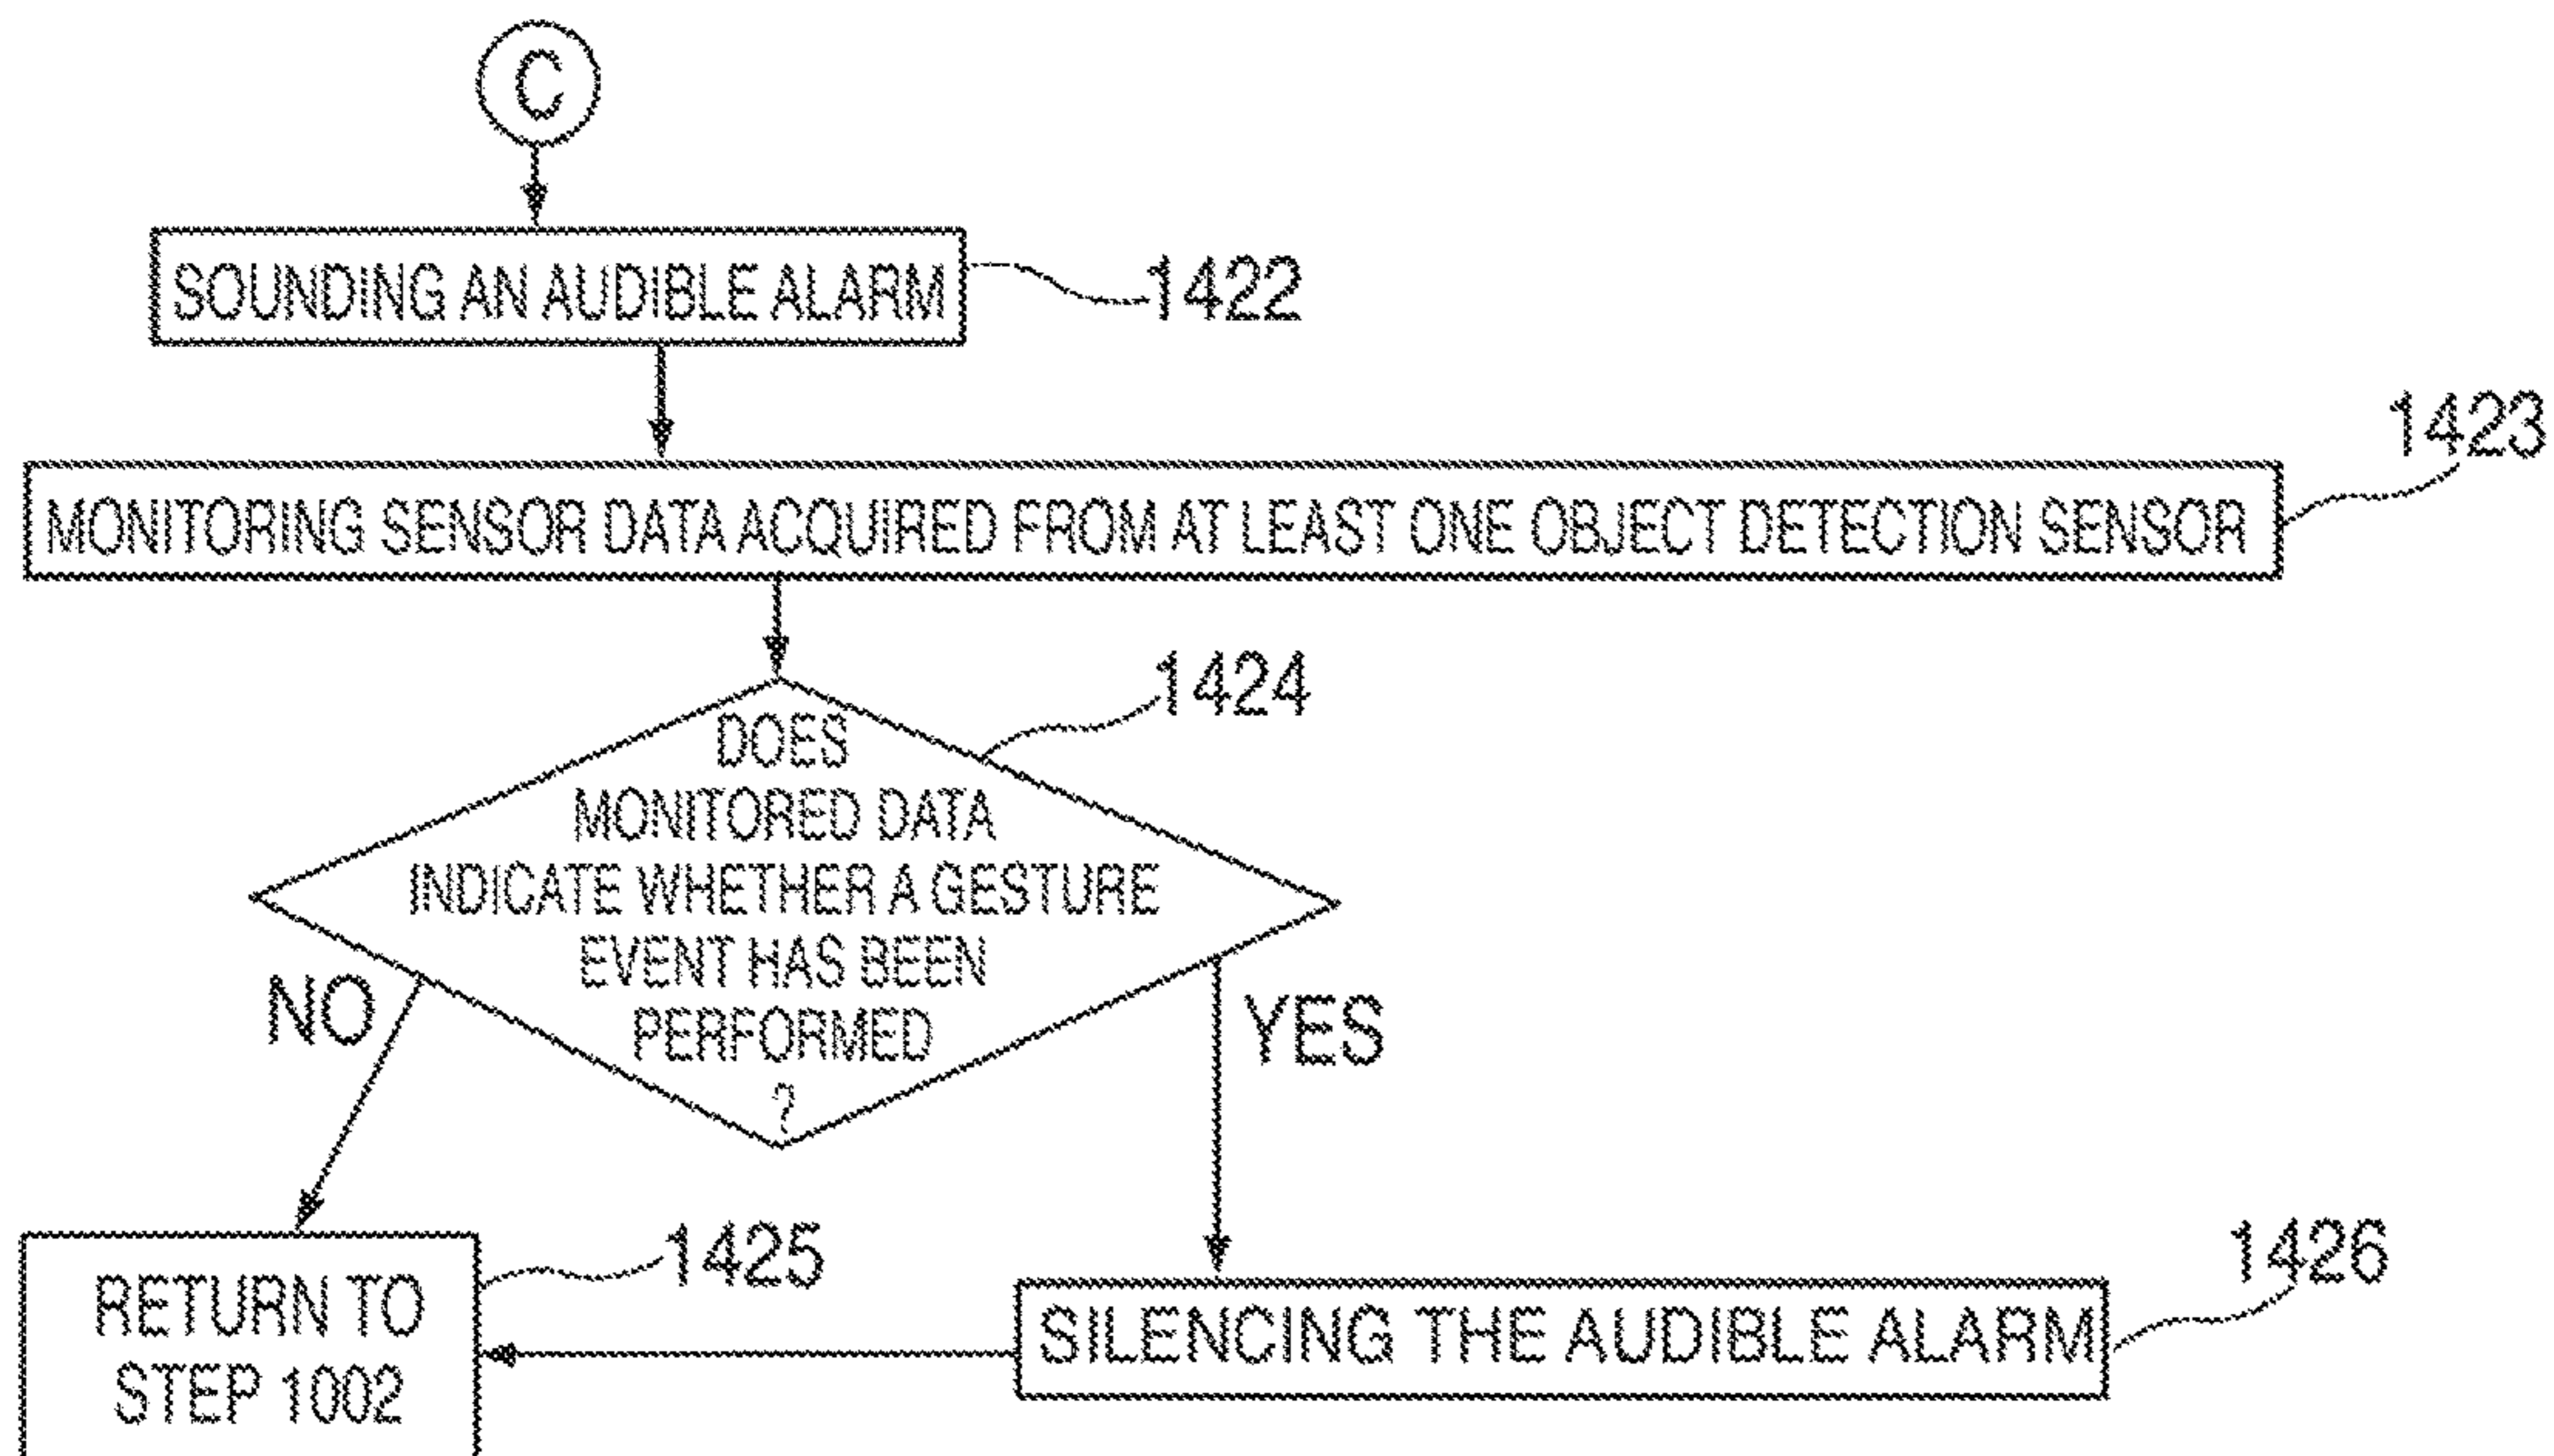 C
SOUNDING AN AUDIBLE ALARM
1422
1423
MONITORING SENSOR DATA ACQUIRED FROM AT LEAST ONE OBJECT DETECTION SENSOR
1424
DOES
MONITORED DATA
INDICATE WHETHER A GESTURE
EVENT HAS BEEN
PERFORMED
?
NO
YES
1425
1426
RETURN TO
STEP 1002
SILENCING THE AUDIBLE ALARM